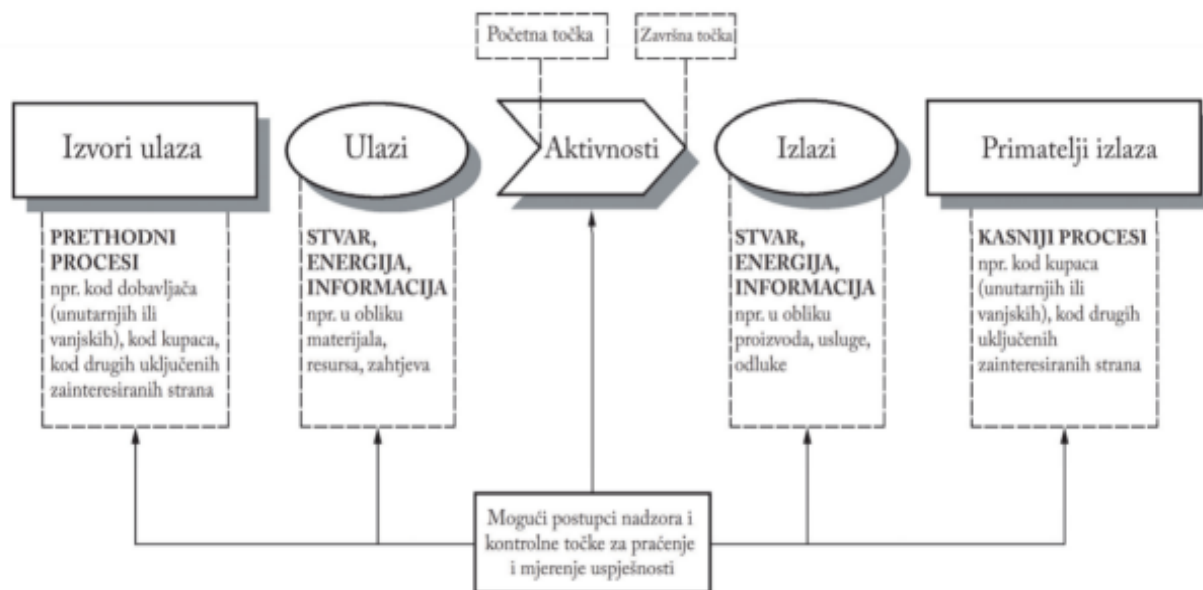 Početna točka
Završna točka
Izvori ulaza
Ulazi
Aktivnosti
Izlazi
Primatelji izlaza
PRETHODNI
PROCESI
npr. kod dobavljača
(unutarnjih ili
vanjskih), kod kupaca,
kod drugih uključenih
zainteresiranih strana
STVAR,
ENERGIJA,
INFORMACIJA
npr. u obliku
materijala,
resursa, zahtjeva
STVAR,
ENERGIJA,
INFORMACIJA
npr. u obliku
proizvoda, usluge,
odluke
KASNIJI PROCESI
npr. kod kupaca
(unutarnjih ili
vanjskih), kod drugih
uključenih
zainteresiranih strana
Mogući postupci nadzora i
kontrolne točke za praćenje
i mjerenje uspješnosti